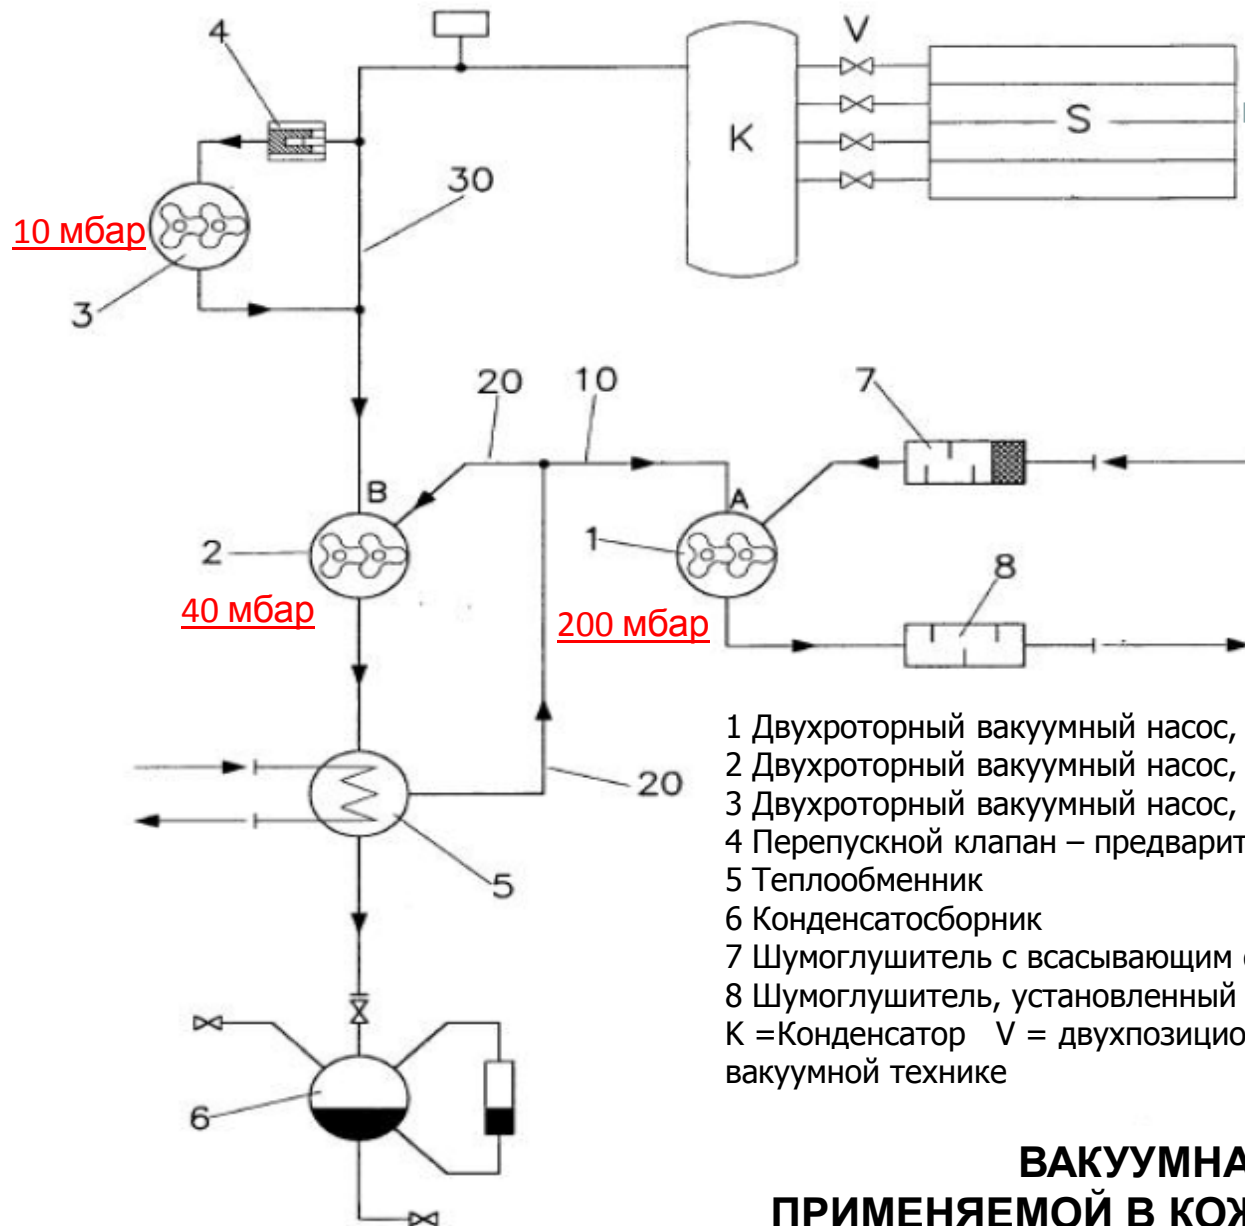 4
V
K
S
30
10 мбар
3
20
10
7
B
A
2
1
8
40 мбар
200 мбар
20
5
6
1 Двухроторный вакуумный насос,
2 Двухроторный вакуумный насос,
3 Двухроторный вакуумный насос,
4 Перепускной клапан – предварит
5 Теплообменник
6 Конденсатосборник
7 Шумоглушитель с всасывающим
8 Шумоглушитель, установленный
K =Конденсатор V = двухпозицио
вакуумной технике
ВАКУУМНА
ПРИМЕНЯЕМОЙ В КОЖ